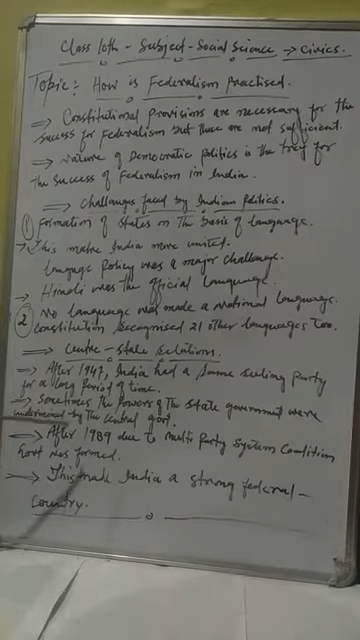 Class 10th - Subject - Social Science → Civics
Topic: How is Federalism Practised.
⇒ Constitutional Provisions are necessary for the
success for Federalism but these are not sufficient.
⇒ Nature of Democratic politics is the key for
the success of Federalism in India.
⇒ Challanges faced by Indian Politics.
① Formation of States on the basis of Language.
→ This make India more united.
Language Policy was a major challange.
→ Hindi was the official Language.
② No language was made a National Language.
Constitution recognised 21 other languages too.
⇒ Centre - State relations.
→ After 1947, India had a Same ruling Party
for a long Period of time.
⇒ Sometimes the Powers of the State government were
undermined by the Central govt.
→ After 1989 due to multi Party System Coalition
Govt was formed.
→ This made India a strong federal -
Country.